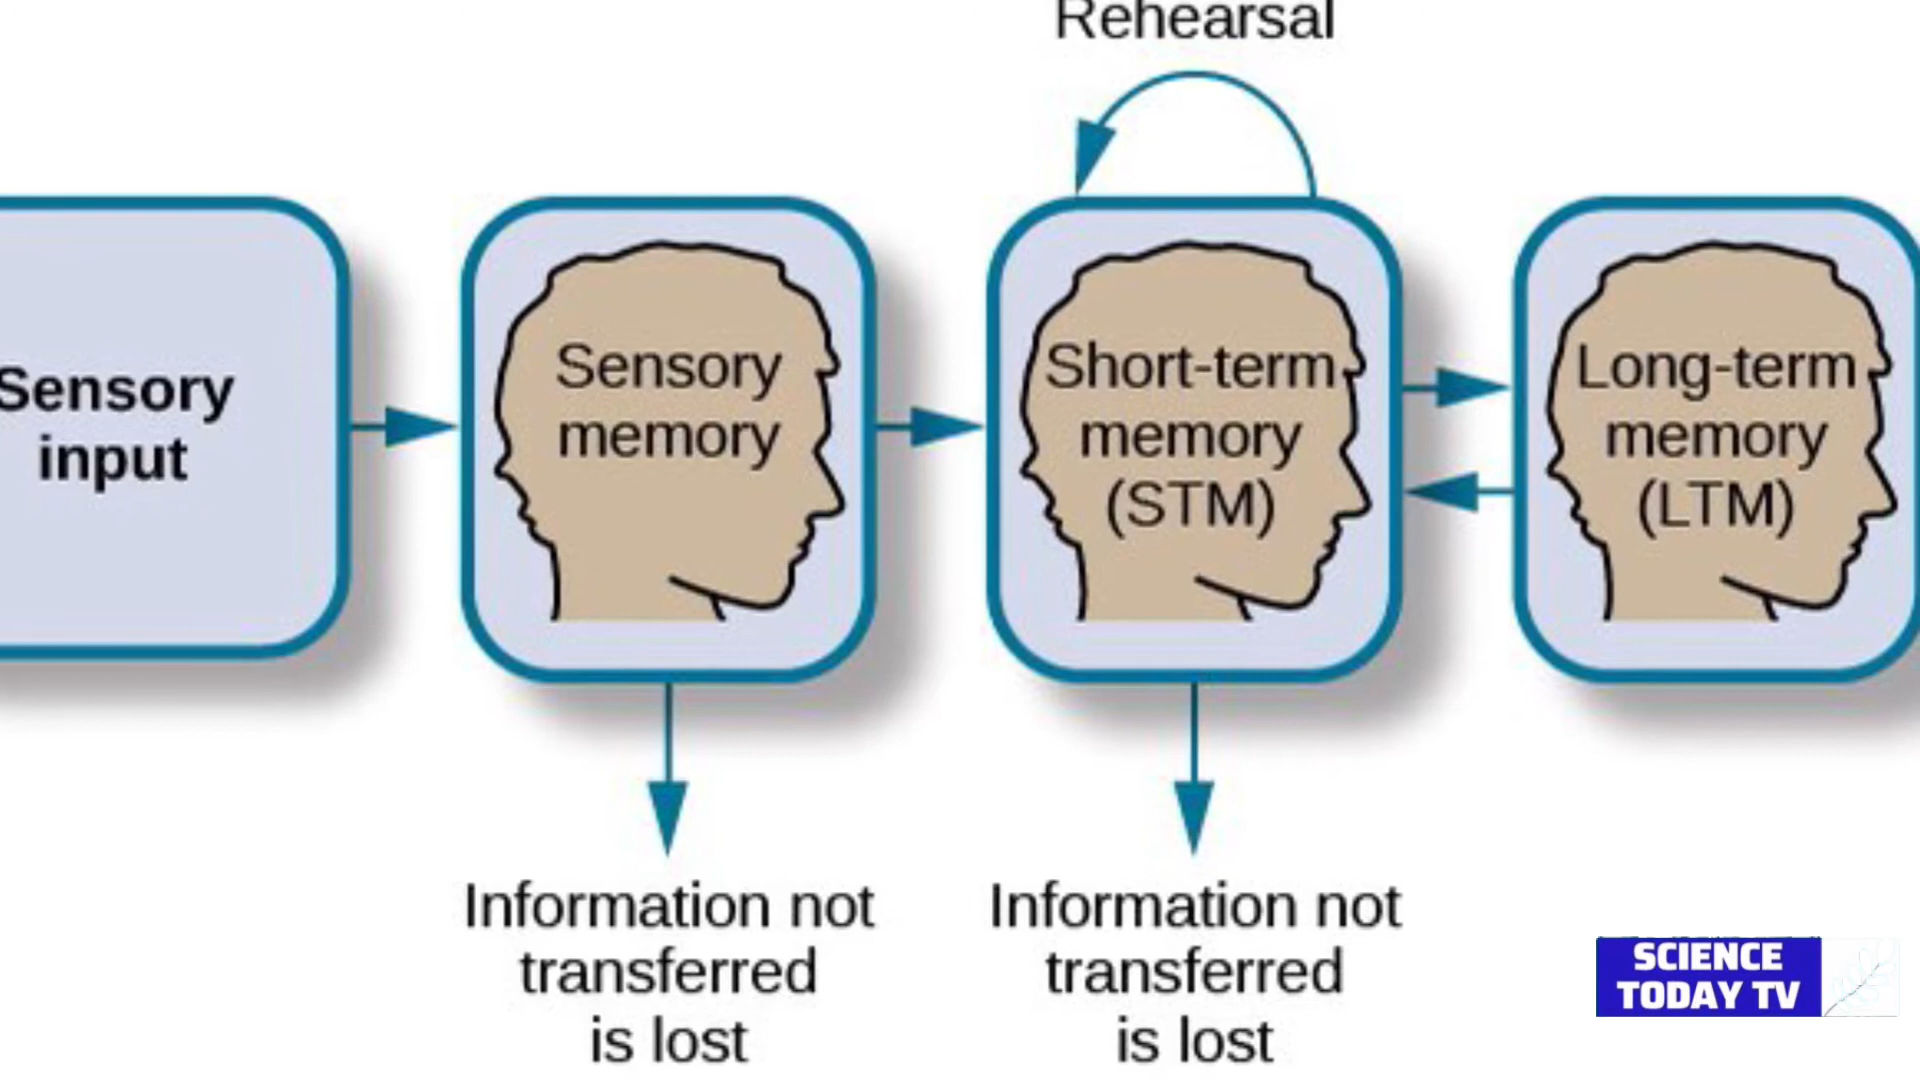 Rehearsal
Sensory
input
Sensory
memory
Short-term
memory
(STM)
Long-term
memory
(LTM)
Information not
transferred
is lost
Information not
transferred
is lost
SCIENCE
TODAY TV